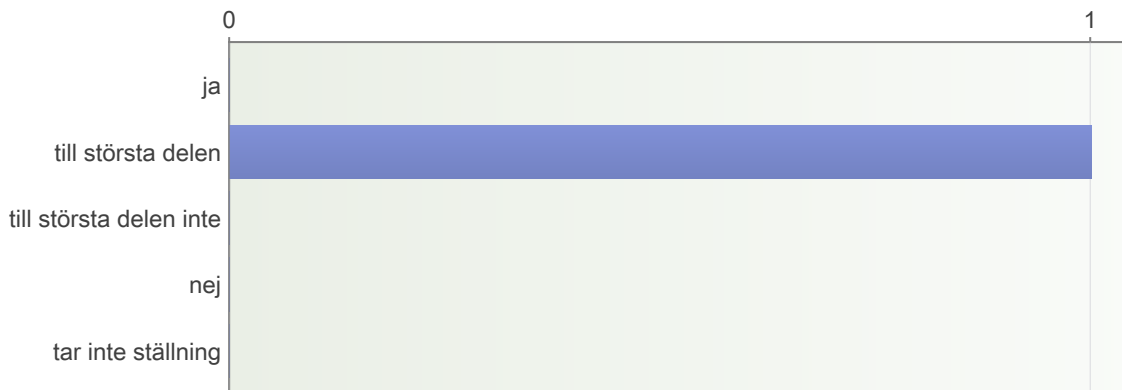 0 1
ja
till största delen
till största delen inte
nej
tar inte ställning